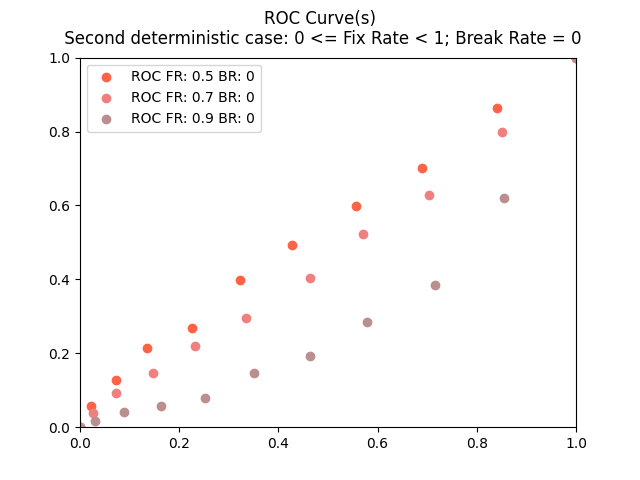 ROC Curve(s)
Second deterministic case: 0 <= Fix Rate < 1; Break Rate = 0
1.0
ROC FR: 0.5 BR: 0
ROC FR: 0.7 BR: 0
ROC FR: 0.9 BR: 0
0.8
0.6
0.4
0.2
0.0
0.0 0.2 0.4 0.6 0.8 1.0